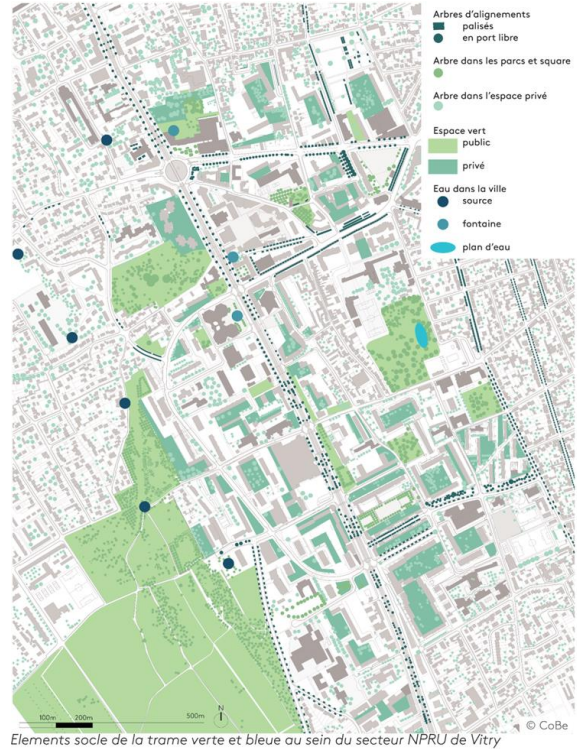 Arbres d'alignements
palisés
en port libre
Arbre dans les parcs et square
Arbre dans l'espace privé
Espace vert
public
privé
Eau dans la ville
source
fontaine
plan d'eau
100m 200m 500m N
© CoBe
Elements socle de la trame verte et bleue au sein du secteur NPRU de Vitry